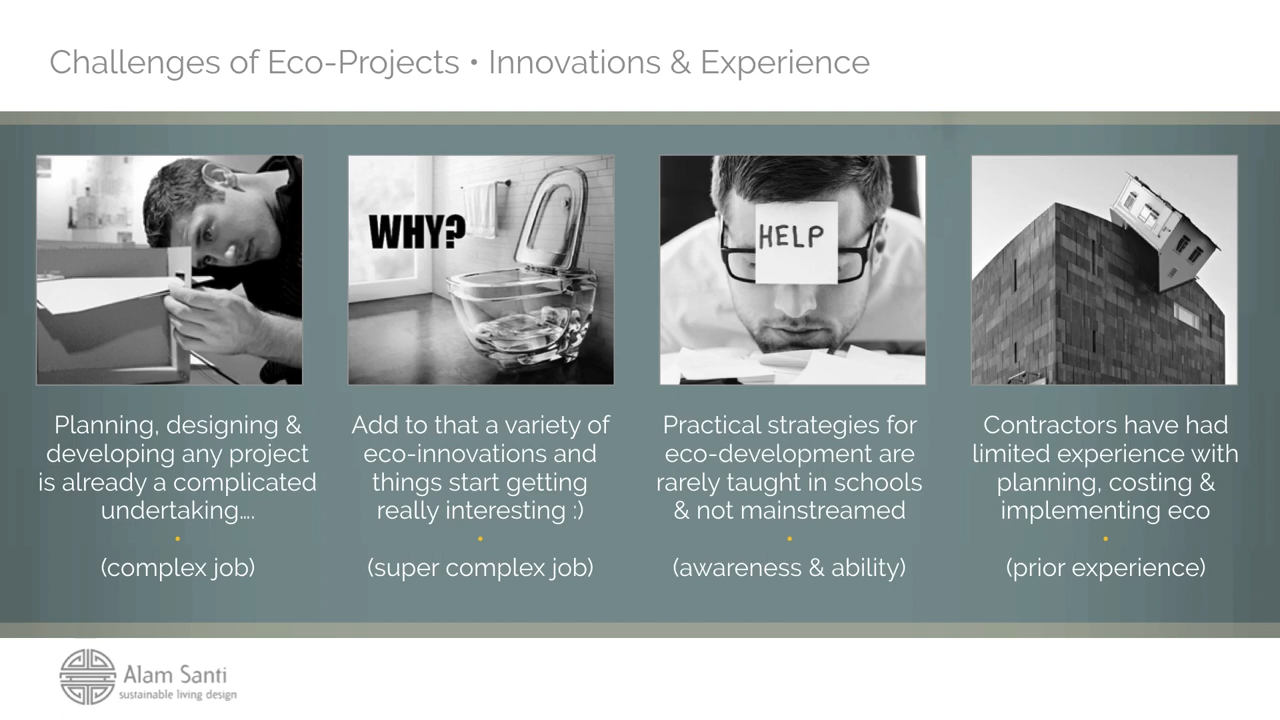 Challenges of Eco-Projects • Innovations & Experience
WHY?
HELP
Planning, designing &
developing any project
is already a complicated
undertaking....
•
(complex job)
Add to that a variety of
eco-innovations and
things start getting
really interesting :)
•
(super complex job)
Practical strategies for
eco-development are
rarely taught in schools
& not mainstreamed
•
(awareness & ability)
Contractors have had
limited experience with
planning, costing &
implementing eco
•
(prior experience)
Alam Santi
sustainable living design